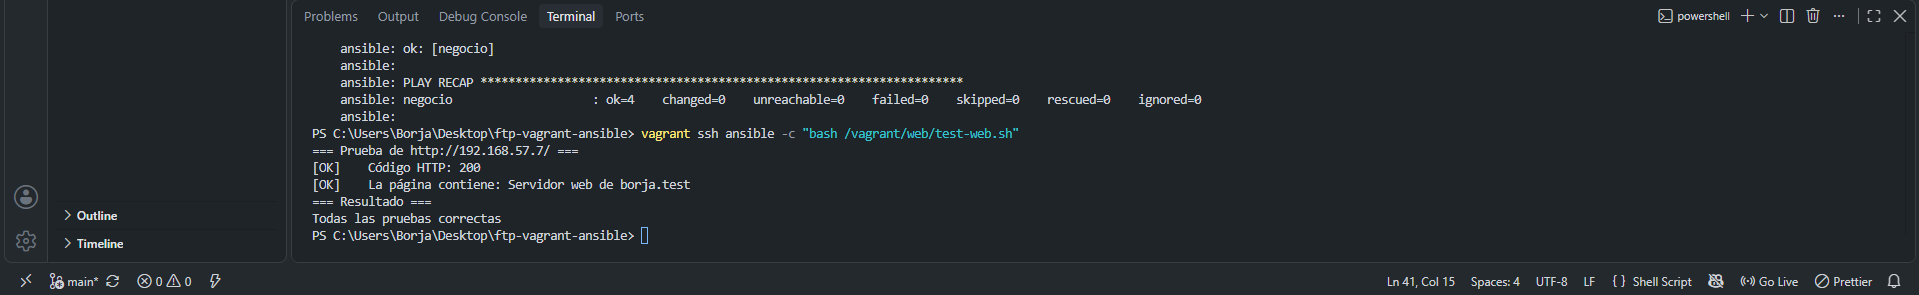 Problems Output Debug Console Terminal Ports powershell
ansible: ok: [negocio]
ansible:
ansible: PLAY RECAP *********************************************************************
ansible: negocio : ok=4 changed=0 unreachable=0 failed=0 skipped=0 rescued=0 ignored=0
ansible:
PS C:\Users\Borja\Desktop\ftp-vagrant-ansible> vagrant ssh ansible -c "bash /vagrant/web/test-web.sh"
=== Prueba de http://192.168.57.7/ ===
[OK] Código HTTP: 200
[OK] La página contiene: Servidor web de borja.test
=== Resultado ===
Todas las pruebas correctas
PS C:\Users\Borja\Desktop\ftp-vagrant-ansible>
Outline
Timeline
main* 0 0 Ln 41, Col 15 Spaces: 4 UTF-8 LF { } Shell Script Go Live Prettier